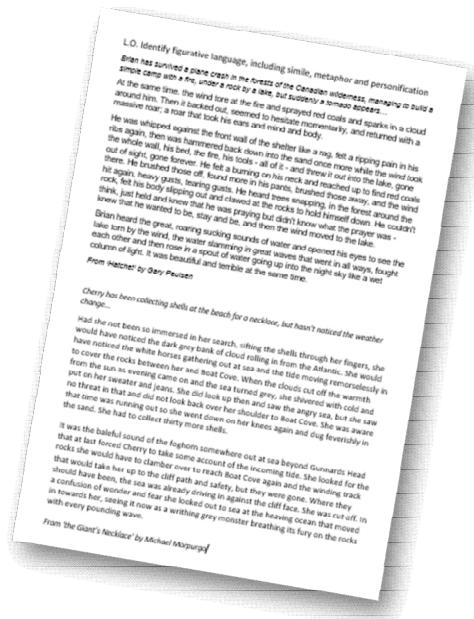 L.O. Identify figurative language, including simile, metaphor and personification
Brian has survived a plane crash in the forests of the Canadian wilderness, managing to build a
simple camp with a fire, under a rock by a lake, but suddenly a tornado appears...
At the same time, the wind tore at the fire and sprayed red coals and sparks in a cloud
around him. Then it backed out, seemed to hesitate momentarily, and returned with a
massive roar; a roar that took his ears and mind and body.
He was whipped against the front wall of the shelter like a rag, felt a ripping pain in his
ribs again, then was hammered back down into the sand once more while the wind took
the whole wall, his bed, the fire, his tools - all of it - and threw it out into the lake, gone
out of sight, gone forever. He felt a burning on his neck and reached up to find red coals
there. He brushed those off, found more in his pants, brushed those away, and the wind
hit again, heavy gusts, tearing gusts. He heard trees snapping, in the forest around the
rock, felt his body slipping out and clawed at the rocks to hold himself down. He couldn't
think, just held and knew that he was praying but didn't know what the prayer was -
knew that he wanted to be, stay and be, and then the wind moved to the lake.
Brian heard the great, roaring sucking sounds of water and opened his eyes to see the
lake torn by the wind, the water slamming in great waves that went in all ways, fought
each other and then rose in a spout of water going up into the night sky like a wet
column of light. It was beautiful and terrible at the same time.
From 'Hatchet' by Gary Paulsen
Cherry has been collecting shells at the beach for a necklace, but hasn't noticed the weather
change...
Had she not been so immersed in her search, sifting the shells through her fingers, she
would have noticed the dark grey bank of cloud rolling in from the Atlantic. She would
have noticed the white horses gathering out at sea and the tide moving remorselessly in
to cover the rocks between her and Boat Cove. When the clouds cut off the warmth
from the sun as evening came on and the sea turned grey, she shivered with cold and
put on her sweater and jeans. She did look up then and saw the angry sea, but she saw
no threat in that and did not look back over her shoulder to Boat Cove. She was aware
that time was running out so she went down on her knees again and dug feverishly in
the sand. She had to collect thirty more shells.
It was the baleful sound of the foghorn somewhere out at sea beyond Gunnards Head
that at last forced Cherry to take some account of the incoming tide. She looked for the
rocks she would have to clamber over to reach Boat Cove again and the winding track
that would take her up to the cliff path and safety, but they were gone. Where they
should have been, the sea was already driving in against the cliff face. She was cut off. In
a confusion of wonder and fear she looked out to sea at the heaving ocean that moved
in towards her, seeing it now as a writhing grey monster breathing its fury on the rocks
with every pounding wave.
From 'the Giant's Necklace' by Michael Morpurgo